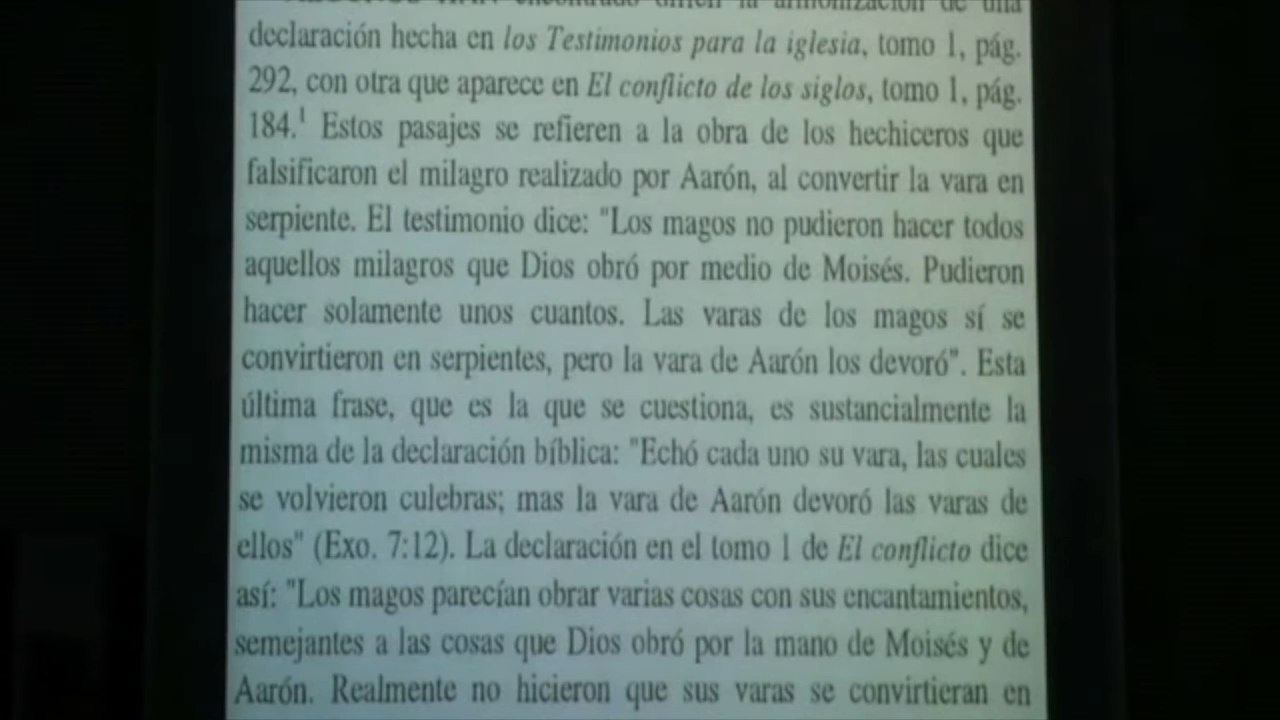 encontrado difícil la armonización de una
declaración hecha en los Testimonios para la iglesia, tomo 1, pág.
292, con otra que aparece en El conflicto de los siglos, tomo 1, pág.
184.¹ Estos pasajes se refieren a la obra de los hechiceros que
falsificaron el milagro realizado por Aarón, al convertir la vara en
serpiente. El testimonio dice: "Los magos no pudieron hacer todos
aquellos milagros que Dios obró por medio de Moisés. Pudieron
hacer solamente unos cuantos. Las varas de los magos sí se
convirtieron en serpientes, pero la vara de Aarón los devoró". Esta
última frase, que es la que se cuestiona, es sustancialmente la
misma de la declaración bíblica: "Echó cada uno su vara, las cuales
se volvieron culebras; mas la vara de Aarón devoró las varas de
ellos" (Exo. 7:12). La declaración en el tomo 1 de El conflicto dice
así: "Los magos parecían obrar varias cosas con sus encantamientos,
semejantes a las cosas que Dios obró por la mano de Moisés y de
Aarón. Realmente no hicieron que sus varas se convirtieran en